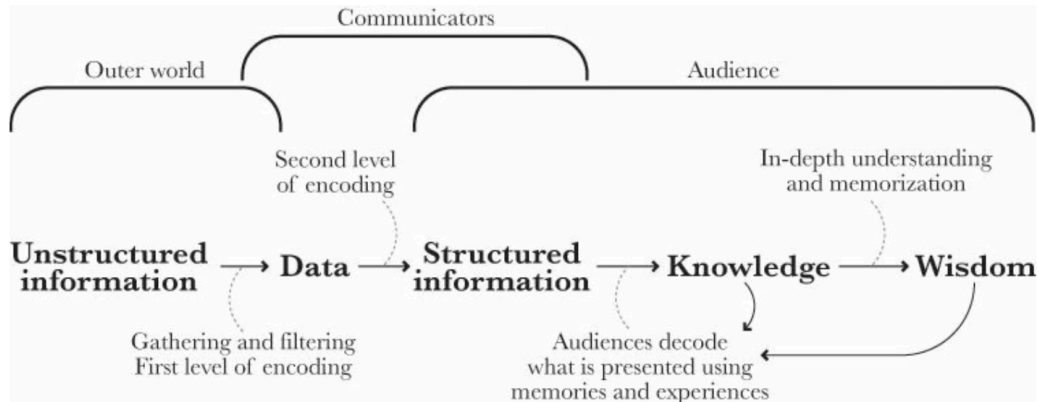 Communicators
Outer world
Audience
Second level
of encoding
In-depth understanding
and memorization
Unstructured
information
Data
Structured
information
Knowledge
Wisdom
Gathering and filtering
First level of encoding
Audiences decode
what is presented using
memories and experiences